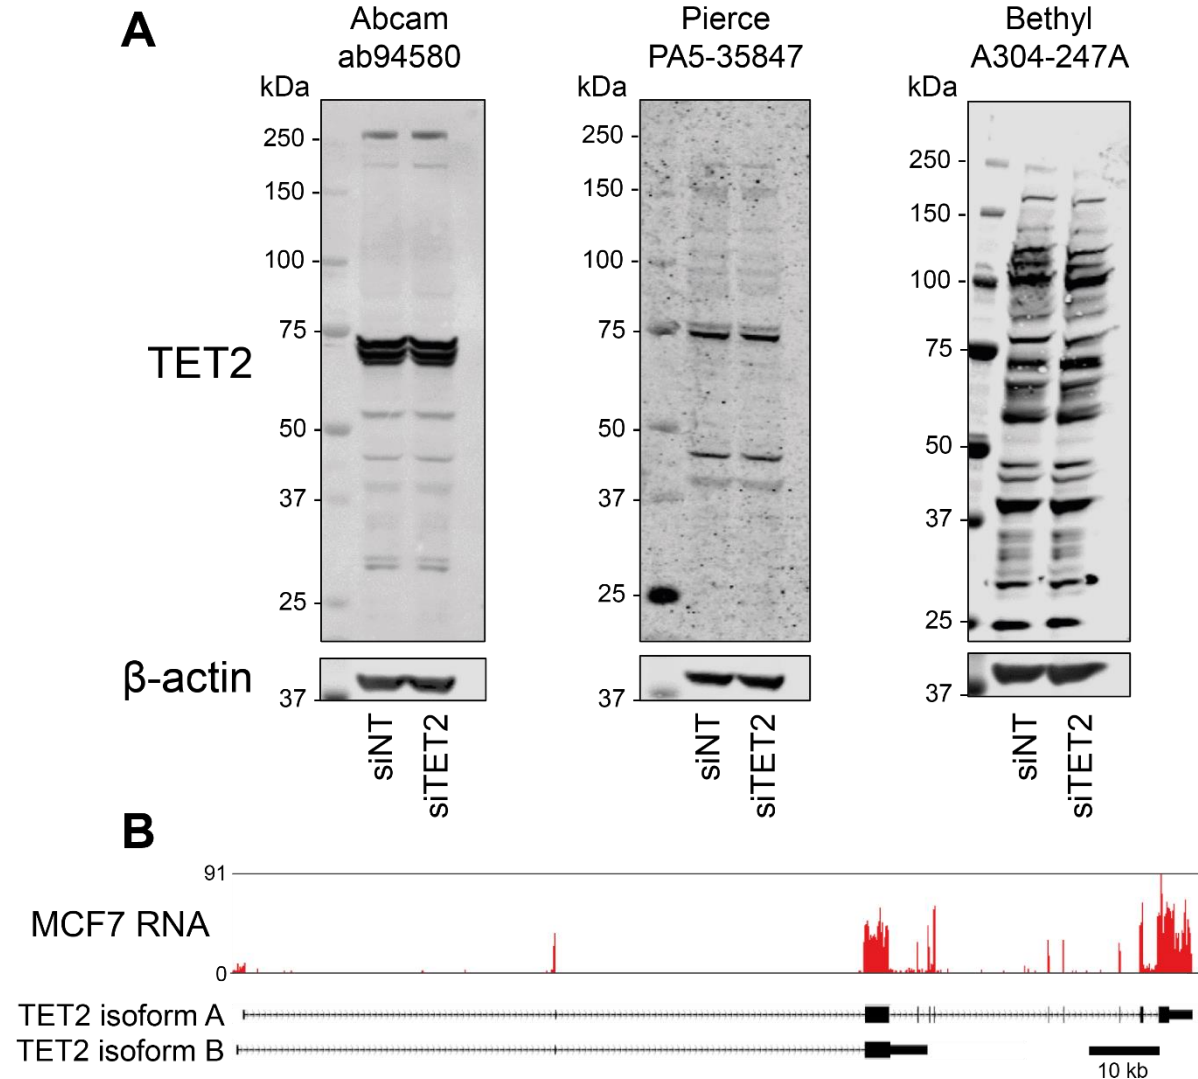 A
Abcam
ab94580
Pierce
PA5-35847
Bethyl
A304-247A
kDa
kDa
kDa
TET2
250
150
100
75
50
37
25
250
150
100
75
50
37
25
250
150
100
75
50
37
25
β-actin
37
37
37
siNT
siTET2
siNT
siTET2
siNT
siTET2
B
91
MCF7 RNA
0
TET2 isoform A
TET2 isoform B
10 kb